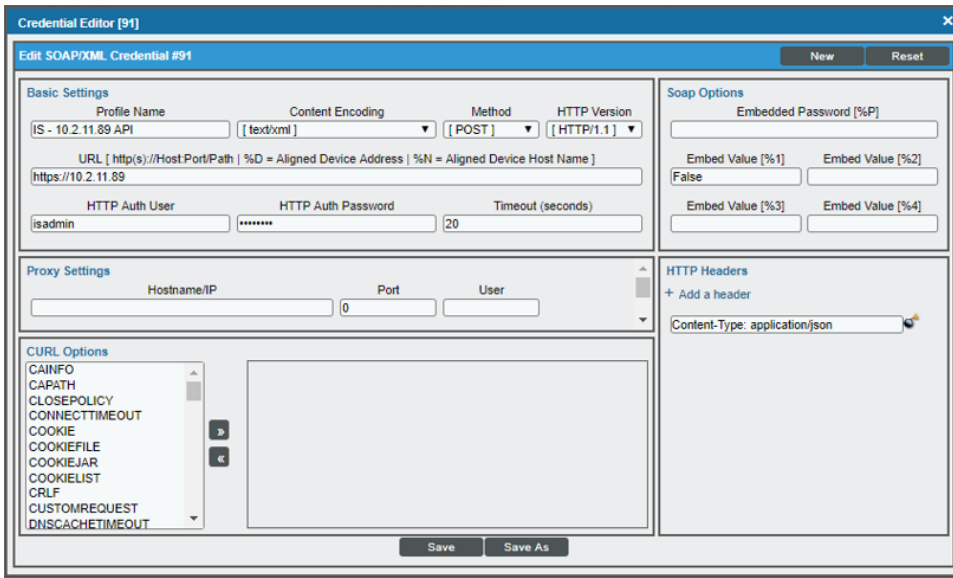 Credential Editor [91]
×
Edit SOAP/XML Credential #91
New
Reset
Basic Settings
Profile Name
Content Encoding
Method
HTTP Version
IS - 10.2.11.89 API
[ text/xml ]
[ POST ]
[ HTTP/1.1 ]
URL [ http(s)://Host:Port/Path | %D = Aligned Device Address | %N = Aligned Device Host Name ]
https://10.2.11.89
HTTP Auth User
HTTP Auth Password
Timeout (seconds)
isadmin
••••••••
20
Soap Options
Embedded Password [%P]
Embed Value [%1]
Embed Value [%2]
False
Embed Value [%3]
Embed Value [%4]
Proxy Settings
Hostname/IP
Port
User
0
HTTP Headers
+ Add a header
Content-Type: application/json
CURL Options
CAINFO
CAPATH
CLOSEPOLICY
CONNECTTIMEOUT
COOKIE
COOKIEFILE
COOKIEJAR
COOKIELIST
CRLF
CUSTOMREQUEST
DNSCACHETIMEOUT
»
«
Save
Save As